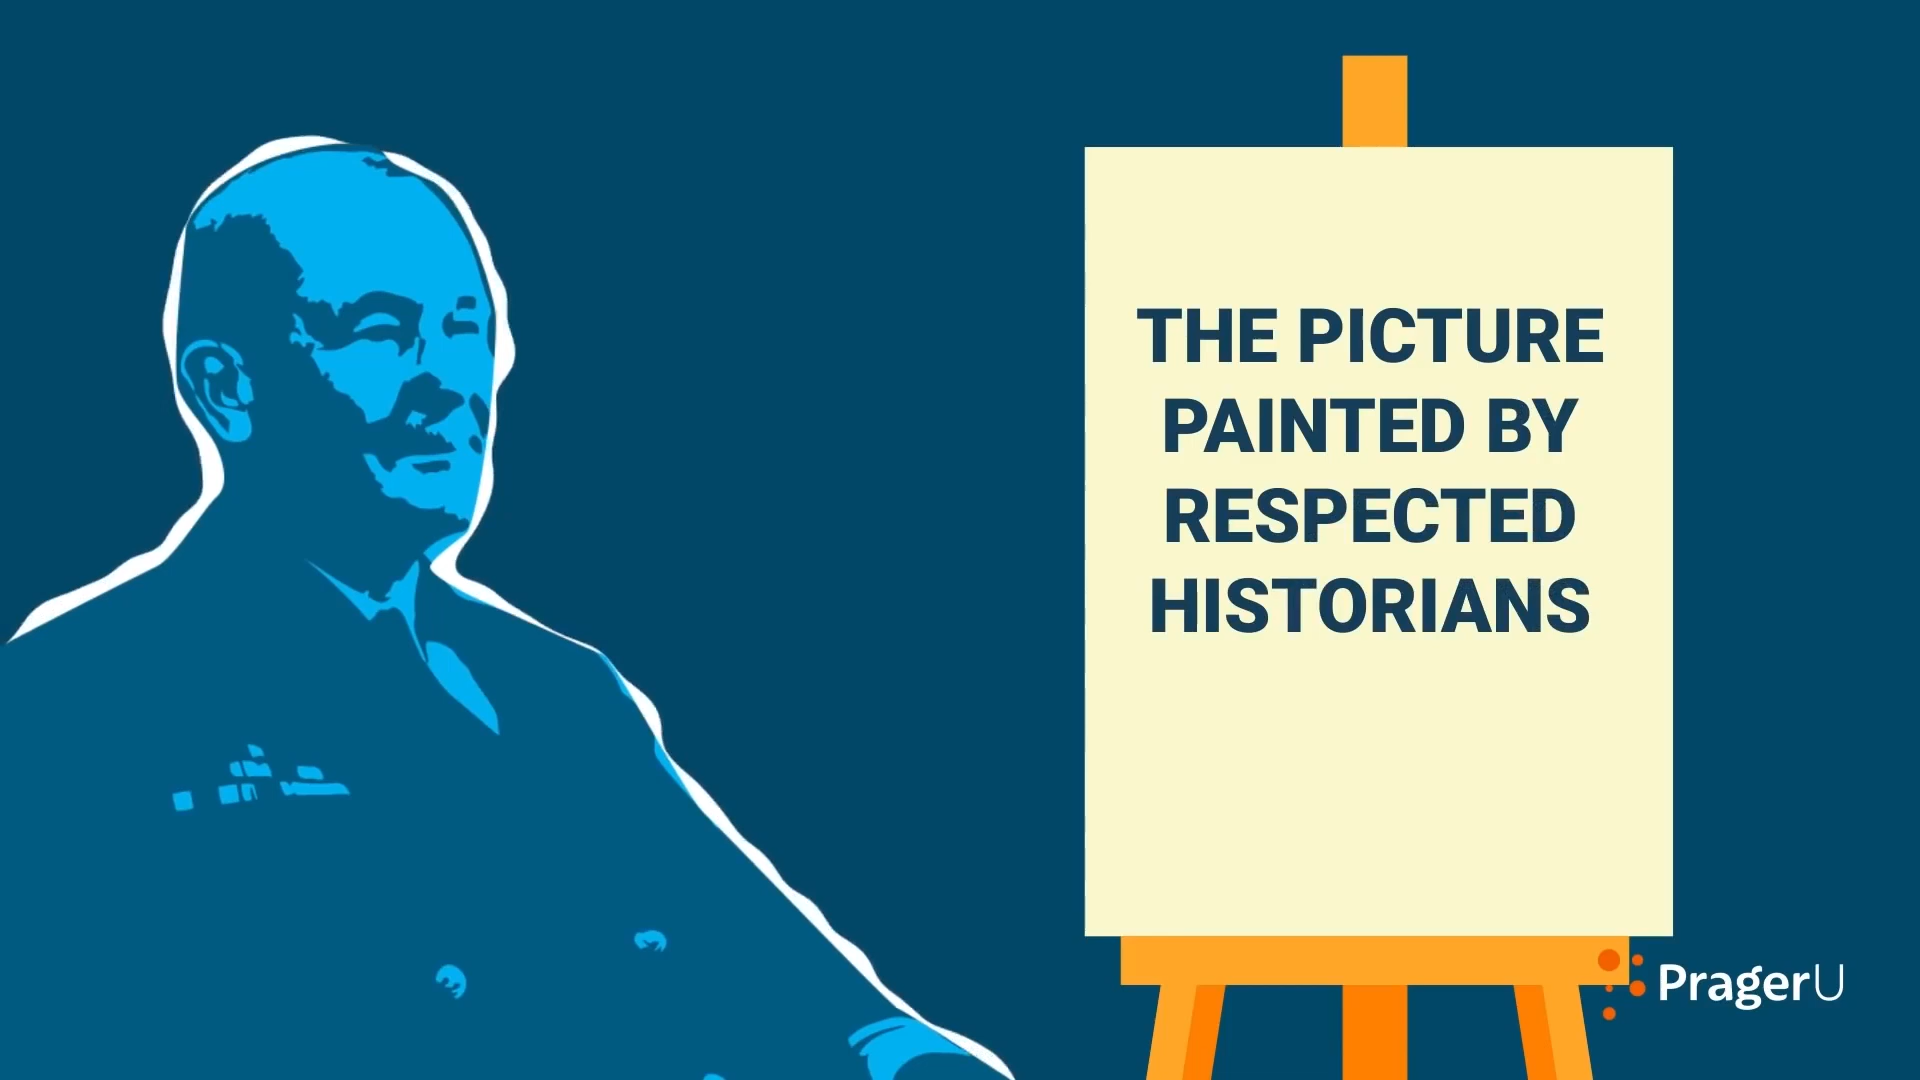 THE PICTURE
PAINTED BY
RESPECTED
HISTORIANS
PragerU